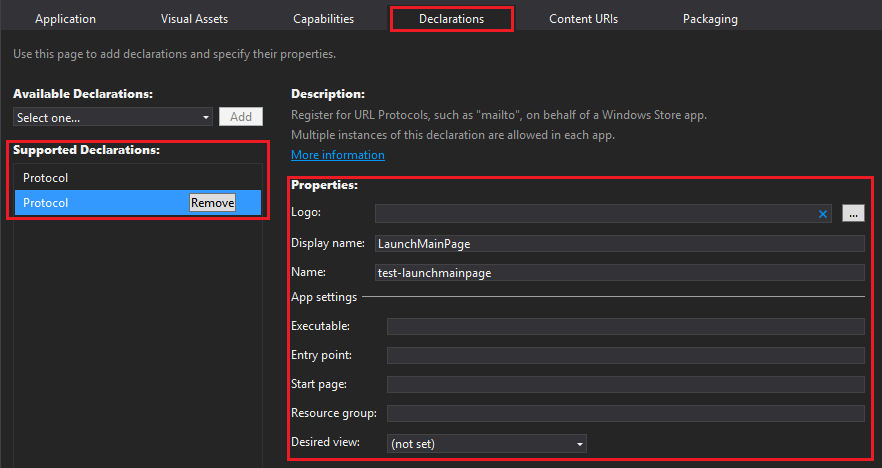 Application Visual Assets Capabilities Declarations Content URIs Packaging
Use this page to add declarations and specify their properties.
Available Declarations:
Select one...
Add
Supported Declarations:
Protocol
Protocol
Remove
Description:
Register for URL Protocols, such as "mailto", on behalf of a Windows Store app.
Multiple instances of this declaration are allowed in each app.
More information
Properties:
Logo:
...
Display name: LaunchMainPage
Name: test-launchmainpage
App settings
Executable:
Entry point:
Start page:
Resource group:
Desired view: (not set)